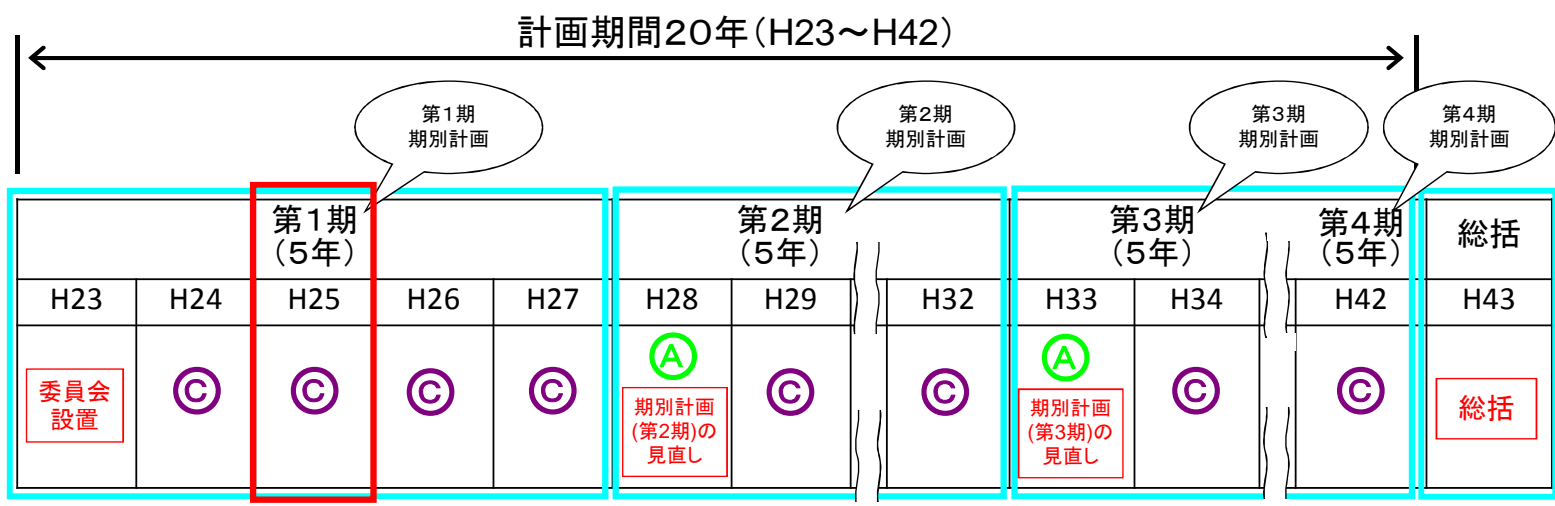 計画期間20年(H23～H42)
第1期
期別計画
第2期
期別計画
第3期
期別計画
第4期
期別計画
第1期
(5年)
第2期
(5年)
第3期
(5年)
第4期
(5年)
総括
H23
H24
H25
H26
H27
H28
H29
H32
H33
H34
H42
H43
委員会
設置
Ⓒ
Ⓒ
Ⓒ
Ⓒ
Ⓐ
期別計画
(第2期)の
見直し
Ⓒ
Ⓒ
Ⓐ
期別計画
(第3期)の
見直し
Ⓒ
Ⓒ
総括